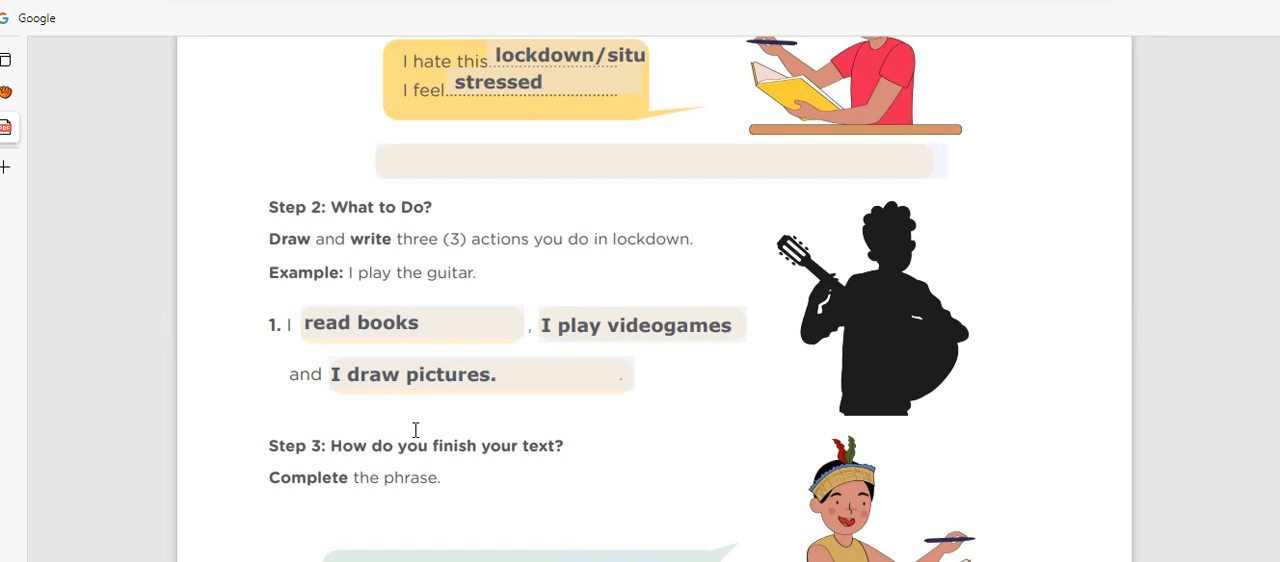 Google
I hate this lockdown/situ
I feel stressed
Step 2: What to Do?
Draw and write three (3) actions you do in lockdown.
Example: I play the guitar.
1. I read books, I play videogames
and I draw pictures. .
Step 3: How do you finish your text?
Complete the phrase.